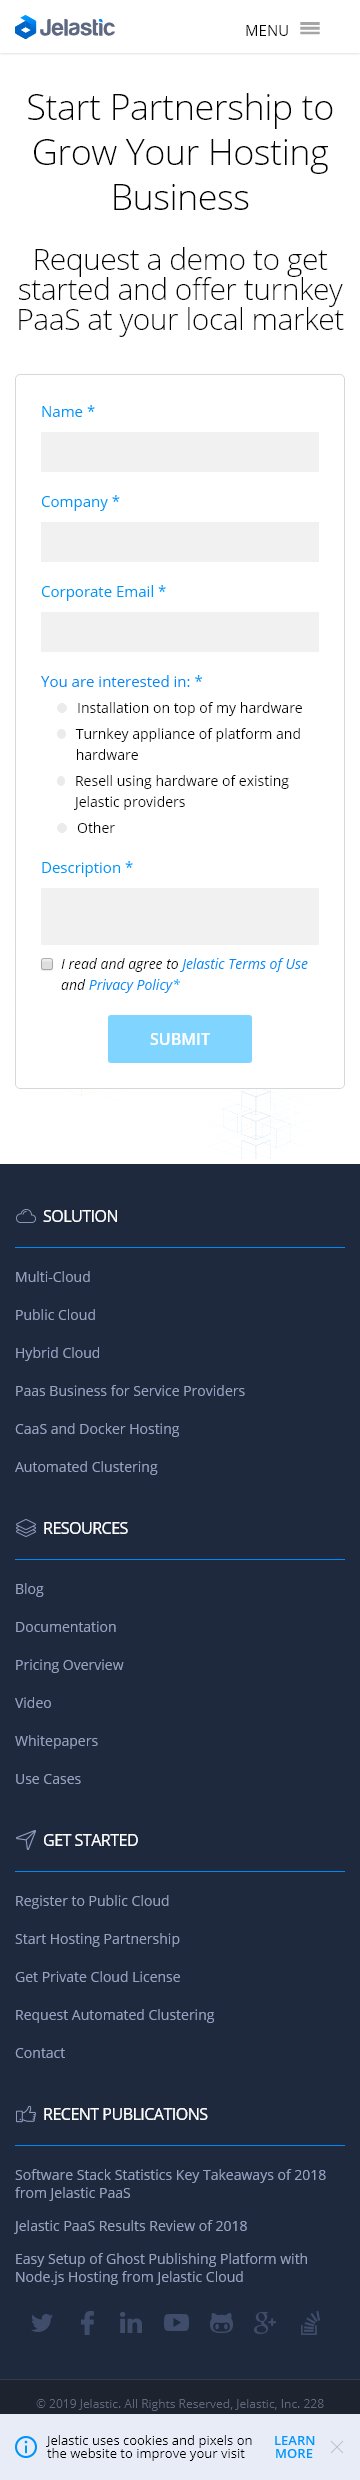 Jelastic
MENU
Start Partnership to
Grow Your Hosting
Business
Request a demo to get
started and offer turnkey
PaaS at your local market
Name *
Company *
Corporate Email *
You are interested in: *
Installation on top of my hardware
Turnkey appliance of platform and
hardware
Resell using hardware of existing
Jelastic providers
Other
Description *
I read and agree to Jelastic Terms of Use
and Privacy Policy*
SUBMIT
SOLUTION
Multi-Cloud
Public Cloud
Hybrid Cloud
Paas Business for Service Providers
CaaS and Docker Hosting
Automated Clustering
RESOURCES
Blog
Documentation
Pricing Overview
Video
Whitepapers
Use Cases
GET STARTED
Register to Public Cloud
Start Hosting Partnership
Get Private Cloud License
Request Automated Clustering
Contact
RECENT PUBLICATIONS
Software Stack Statistics Key Takeaways of 2018
from Jelastic PaaS
Jelastic PaaS Results Review of 2018
Easy Setup of Ghost Publishing Platform with
Node.js Hosting from Jelastic Cloud
© 2019 Jelastic. All Rights Reserved, Jelastic, Inc. 228
Jelastic uses cookies and pixels on
the website to improve your visit
LEARN
MORE